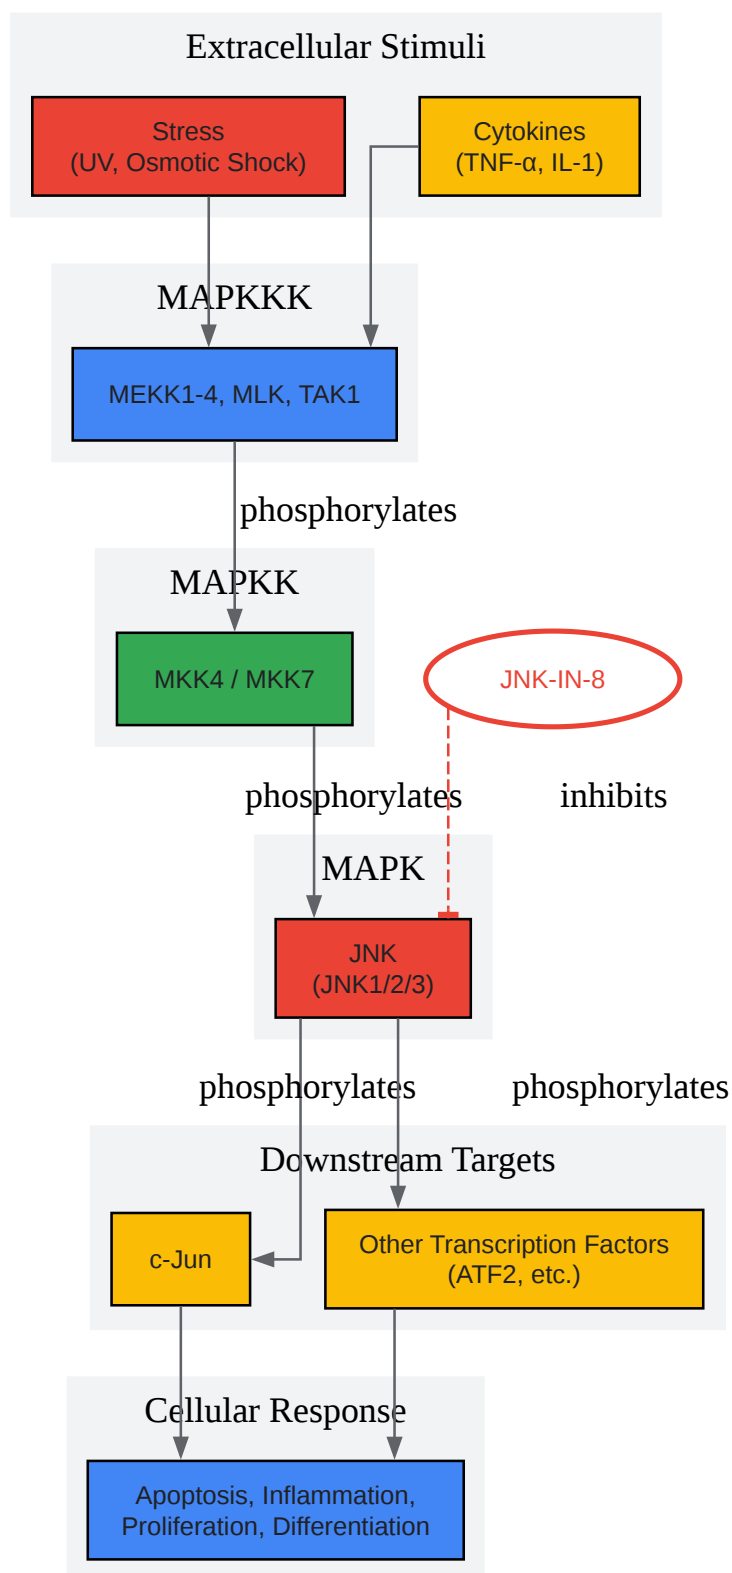 Extracellular Stimuli
Stress
(UV, Osmotic Shock)
Cytokines
(TNF-α, IL-1)
MAPKKK
MEKK1-4, MLK, TAK1
phosphorylates
MAPKK
MKK4 / MKK7
JNK-IN-8
phosphorylates
inhibits
MAPK
JNK
(JNK1/2/3)
phosphorylates
phosphorylates
Downstream Targets
c-Jun
Other Transcription Factors
(ATF2, etc.)
Cellular Response
Apoptosis, Inflammation,
Proliferation, Differentiation